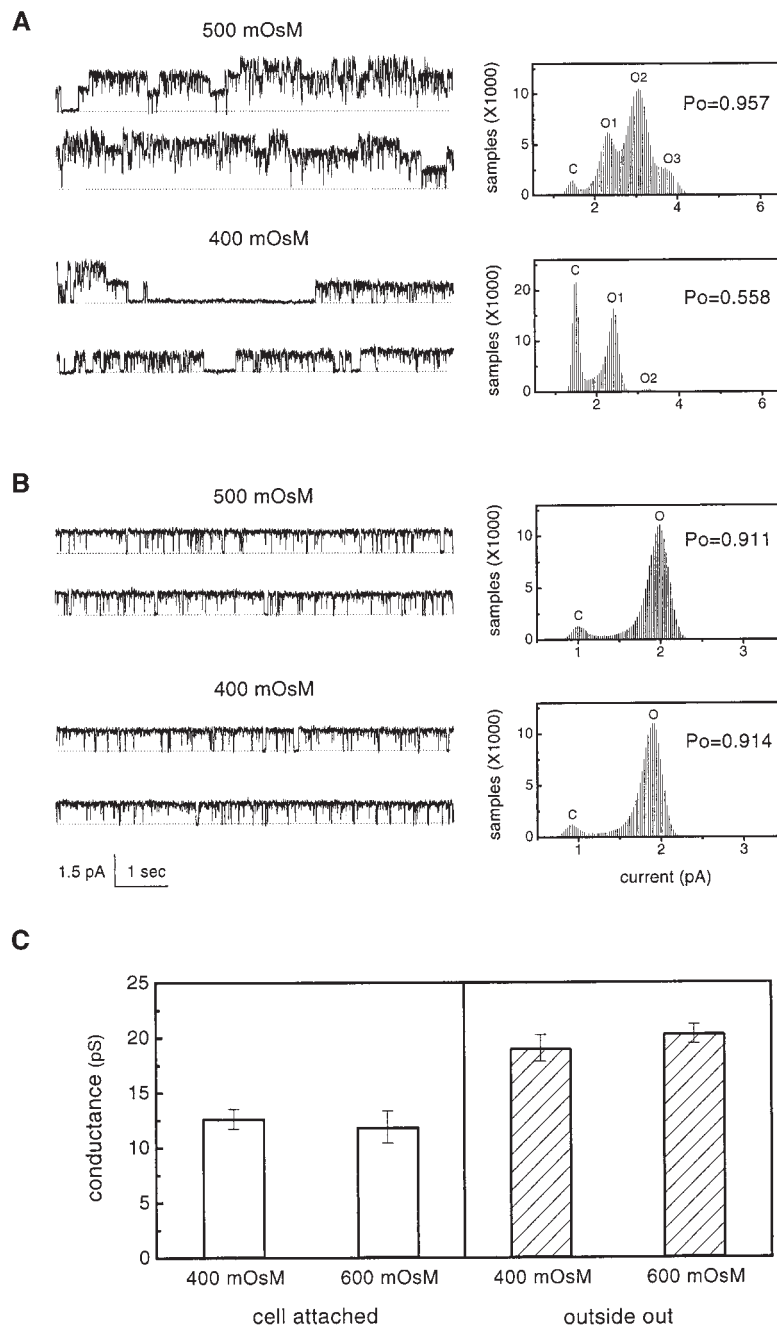 A
500 mOsM
400 mOsM
samples (X1000)
10
5
0
C
O1
O2
O3
Po=0.957
2
4
6
samples (X1000)
20
10
0
C
O1
O2
Po=0.558
2
4
6
B
500 mOsM
400 mOsM
1.5 pA
1 sec
samples (X1000)
10
5
0
C
O
Po=0.911
1
2
3
samples (X1000)
10
5
0
C
O
Po=0.914
1
2
3
current (pA)
C
conductance (pS)
25
20
15
10
5
0
400 mOsM
600 mOsM
400 mOsM
600 mOsM
cell attached
outside out